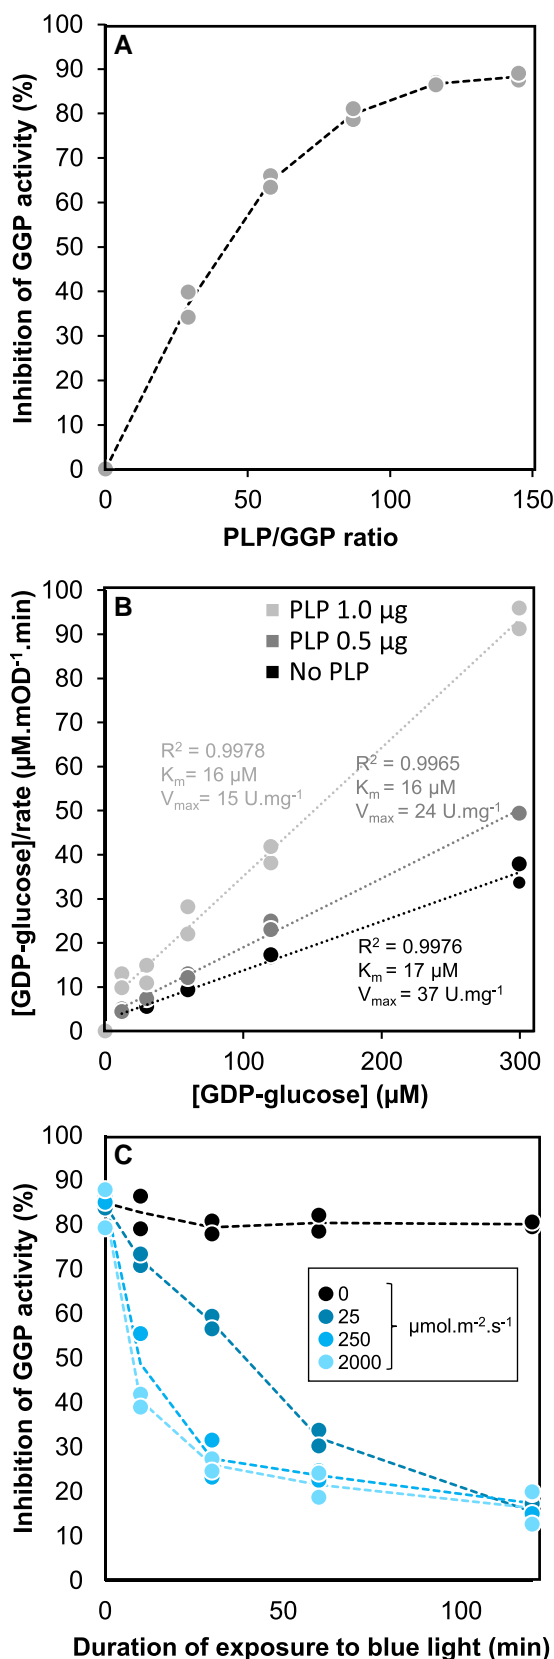 A
Inhibition of GGP activity (%)
100
90
80
70
60
50
40
30
20
10
0
0 50 100 150
PLP/GGP ratio
B
[GDP-glucose]/rate (µM.mOD⁻¹.min)
100
90
80
70
60
50
40
30
20
10
0
PLP 1.0 µg
PLP 0.5 µg
No PLP
R² = 0.9978
Kₘ = 16 µM
Vₘₐₓ = 15 U.mg⁻¹
R² = 0.9965
Kₘ = 16 µM
Vₘₐₓ = 24 U.mg⁻¹
R² = 0.9976
Kₘ = 17 µM
Vₘₐₓ = 37 U.mg⁻¹
0 100 200 300
[GDP-glucose] (µM)
C
Inhibition of GGP activity (%)
100
90
80
70
60
50
40
30
20
10
0
0
25
250
2000
µmol.m⁻².s⁻¹
0 50 100
Duration of exposure to blue light (min)